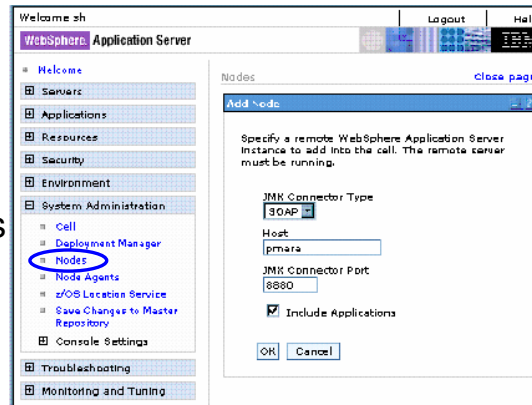 Welcome sh
Logout
Hel
WebSphere. Application Server
IBM
Welcome
Servers
Applications
Resources
Security
Environment
System Administration
Cell
Deployment Manager
Nodes
Node Agents
z/OS Location Service
Save Changes to Master
Repository
Console Settings
Troubleshooting
Monitoring and Tuning
Nodes
Close page
Add Node
Specify a remote WebSphere Application Server
instance to add into the cell. The remote server
must be running.
JMX Connector Type
SOAP
Host
JMX Connector Port
8880
Include Applications
OK
Cancel
s